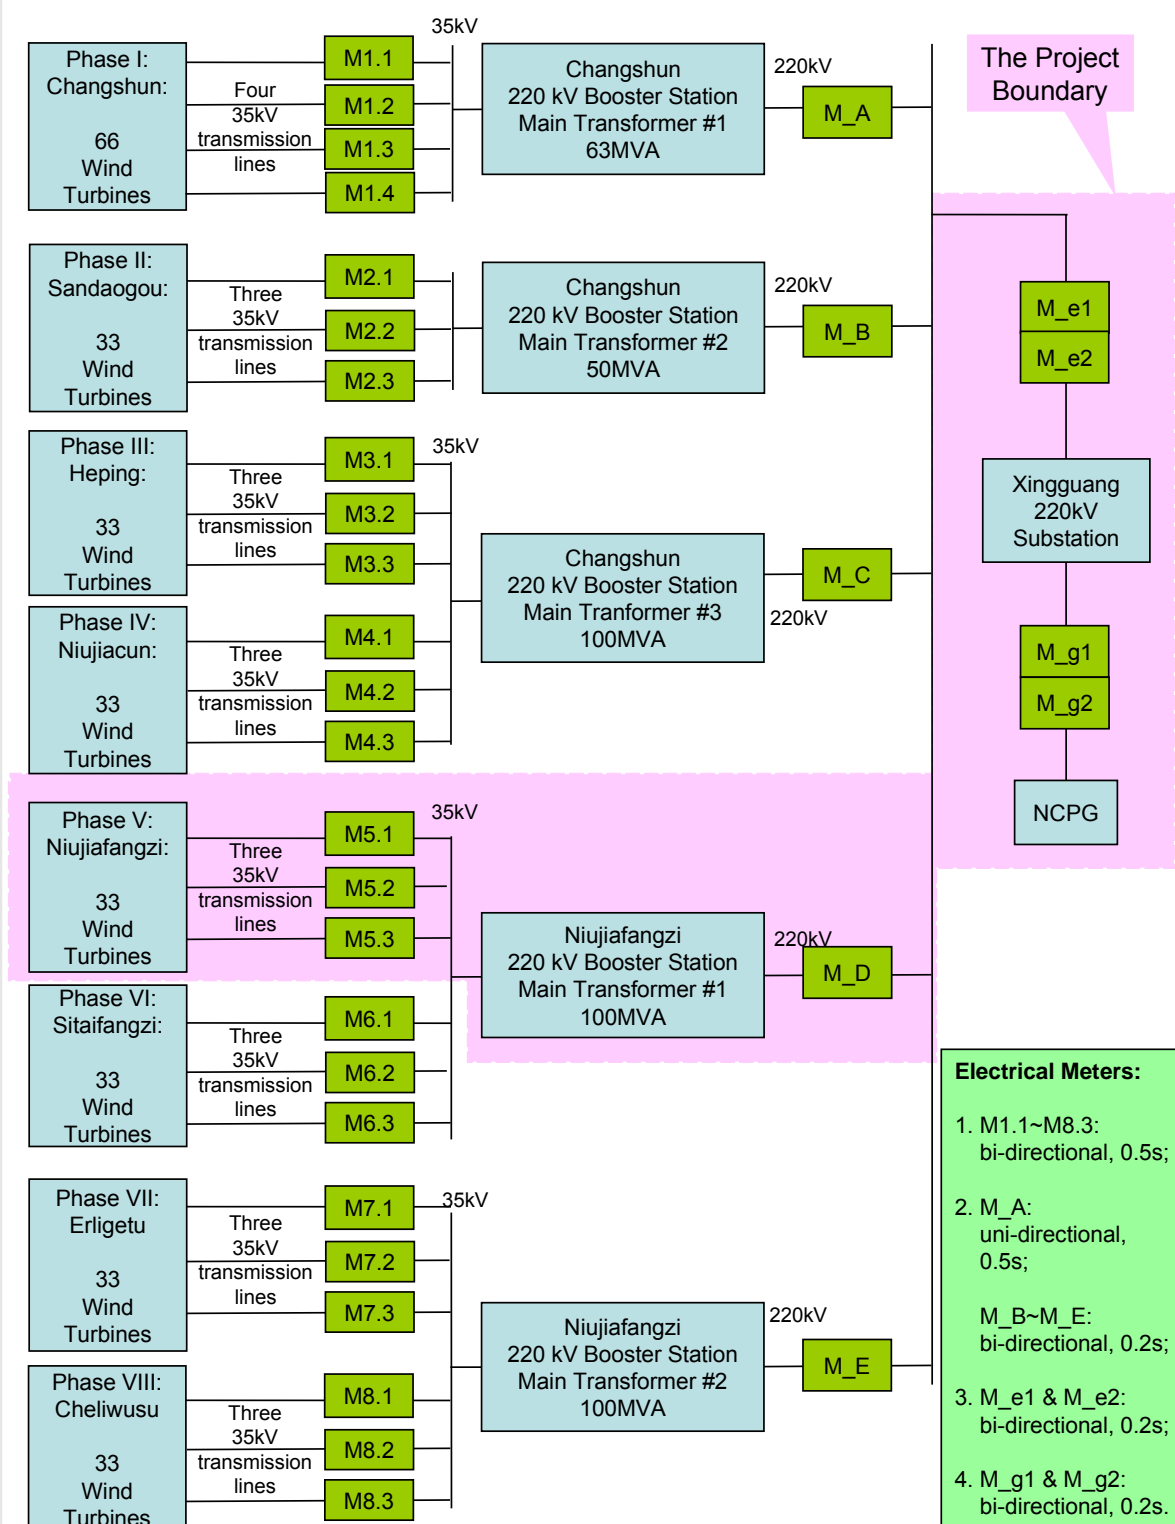 35kV
Phase I:
Changshun:
66
Wind
Turbines
Four
35kV
transmission
lines
M1.1
M1.2
M1.3
M1.4
Changshun
220 kV Booster Station
Main Transformer #1
63MVA
220kV
M_A
The Project
Boundary
Phase II:
Sandaogou:
33
Wind
Turbines
Three
35kV
transmission
lines
M2.1
M2.2
M2.3
Changshun
220 kV Booster Station
Main Transformer #2
50MVA
220kV
M_B
M_e1
M_e2
Xingguang
220kV
Substation
M_g1
M_g2
NCPG
Phase III:
Heping:
33
Wind
Turbines
Three
35kV
transmission
lines
M3.1
M3.2
M3.3
35kV
Changshun
220 kV Booster Station
Main Tranformer #3
100MVA
M_C
220kV
Phase IV:
Niujiacun:
33
Wind
Turbines
Three
35kV
transmission
lines
M4.1
M4.2
M4.3
Phase V:
Niujiafangzi:
33
Wind
Turbines
Three
35kV
transmission
lines
M5.1
M5.2
M5.3
35kV
Niujiafangzi
220 kV Booster Station
Main Transformer #1
100MVA
220kV
M_D
Phase VI:
Sitaifangzi:
33
Wind
Turbines
Three
35kV
transmission
lines
M6.1
M6.2
M6.3
Phase VII:
Erligetu
33
Wind
Turbines
Three
35kV
transmission
lines
M7.1
M7.2
M7.3
35kV
Niujiafangzi
220 kV Booster Station
Main Transformer #2
100MVA
220kV
M_E
Phase VIII:
Cheliwusu
33
Wind
Turbines
Three
35kV
transmission
lines
M8.1
M8.2
M8.3
Electrical Meters:
1. M1.1~M8.3:
bi-directional, 0.5s;
2. M_A:
uni-directional,
0.5s;
M_B~M_E:
bi-directional, 0.2s;
3. M_e1 & M_e2:
bi-directional, 0.2s;
4. M_g1 & M_g2:
bi-directional, 0.2s.